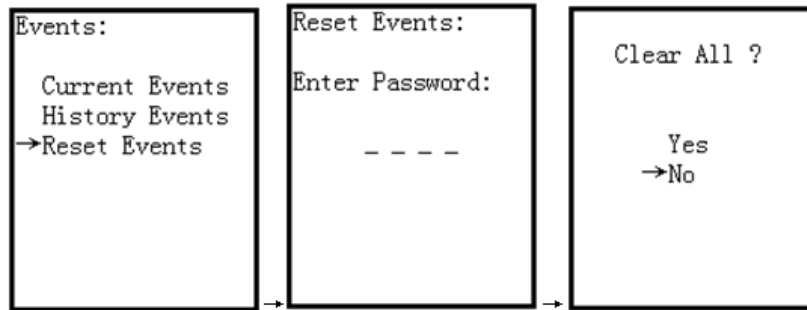 Events:
Current Events
History Events
→Reset Events
Reset Events:
Enter Password:
_ _ _ _
Clear All ?
Yes
→No